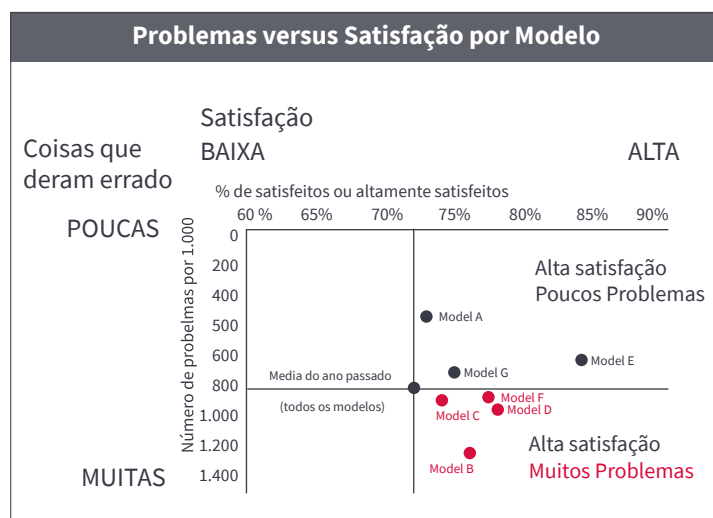 Problemas versus Satisfação por Modelo
Satisfação
Coisas que
deram errado
BAIXA
ALTA
% de satisfeitos ou altamente satisfeitos
60 % 65% 70% 75% 80% 85% 90%
POUCAS
Número de probelmas por 1.000
0
200
400
500
600
800
1.000
1.200
1.400
Alta satisfação
Poucos Problemas
Model A
Model E
Model G
Media do ano passado
(todos os modelos)
Model F
Model D
Model C
Model B
Alta satisfação
Muitos Problemas
MUITAS